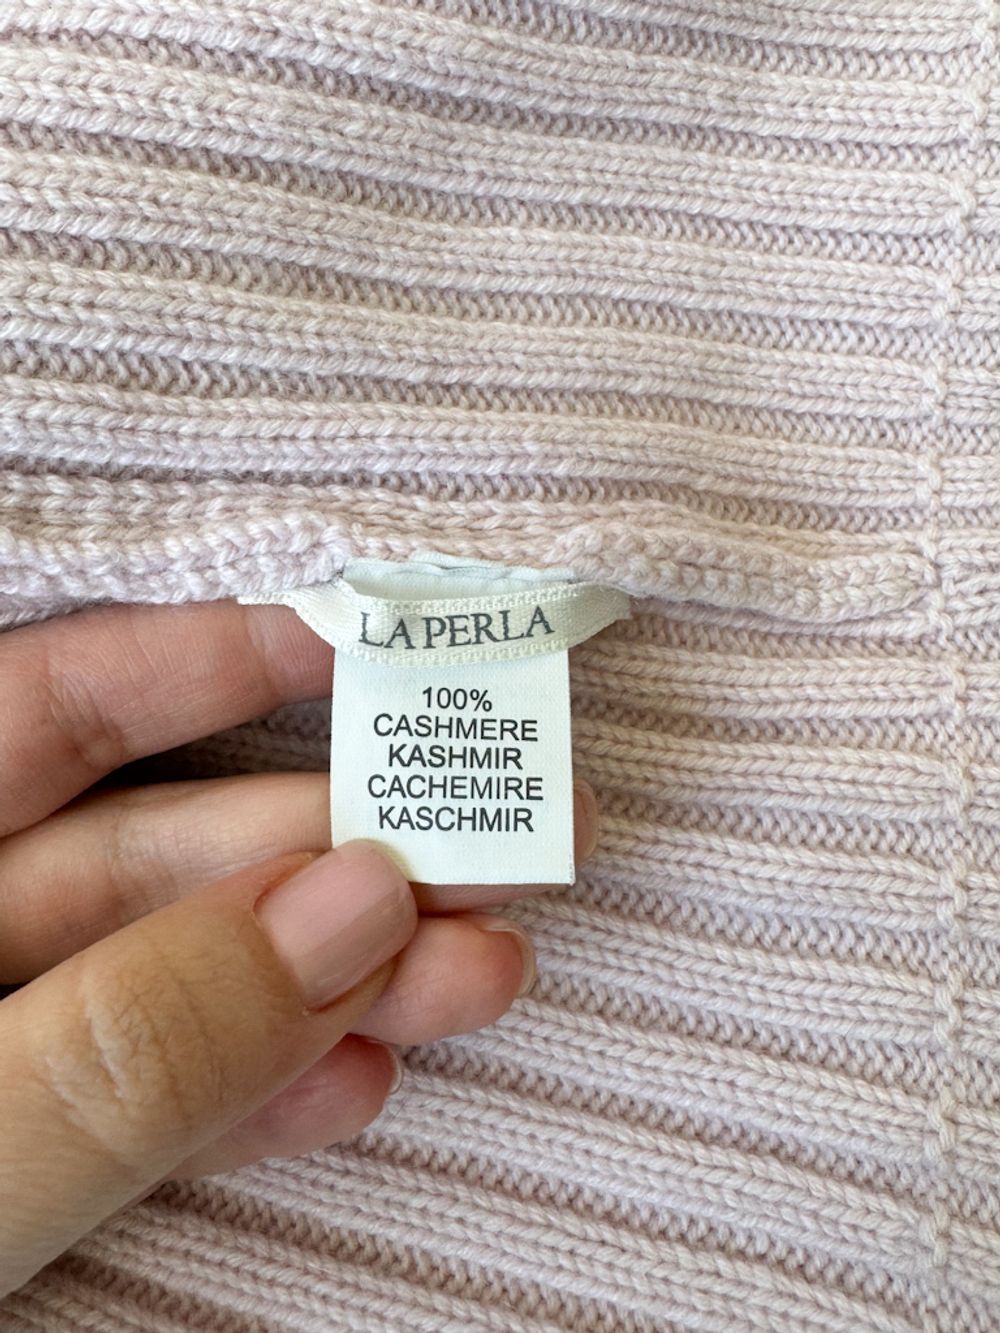 LA PERLA
100%
CASHMERE
KASHMIR
CACHEMIRE
KASCHMIR